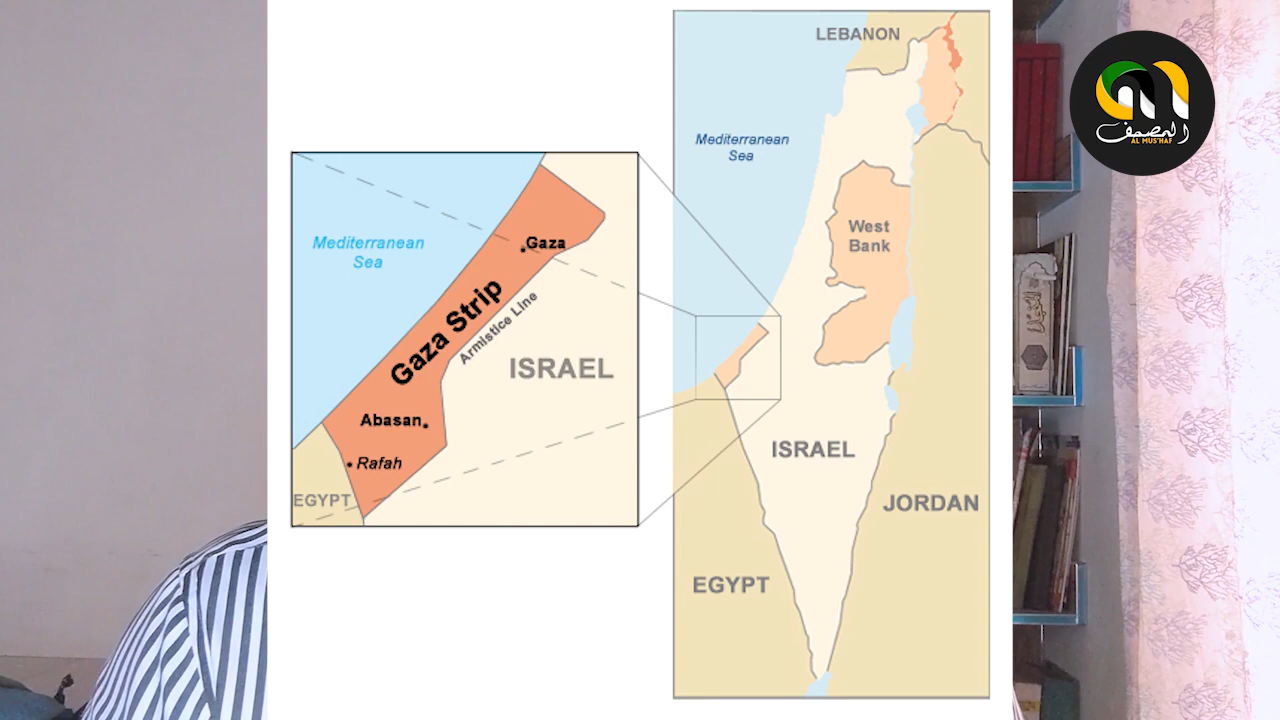 Mediterranean
Sea
Gaza
Gaza Strip
Armistice Line
ISRAEL
Abasan
Rafah
EGYPT
LEBANON
Mediterranean
Sea
West
Bank
ISRAEL
JORDAN
EGYPT
المصحف
AL MUS'HAF